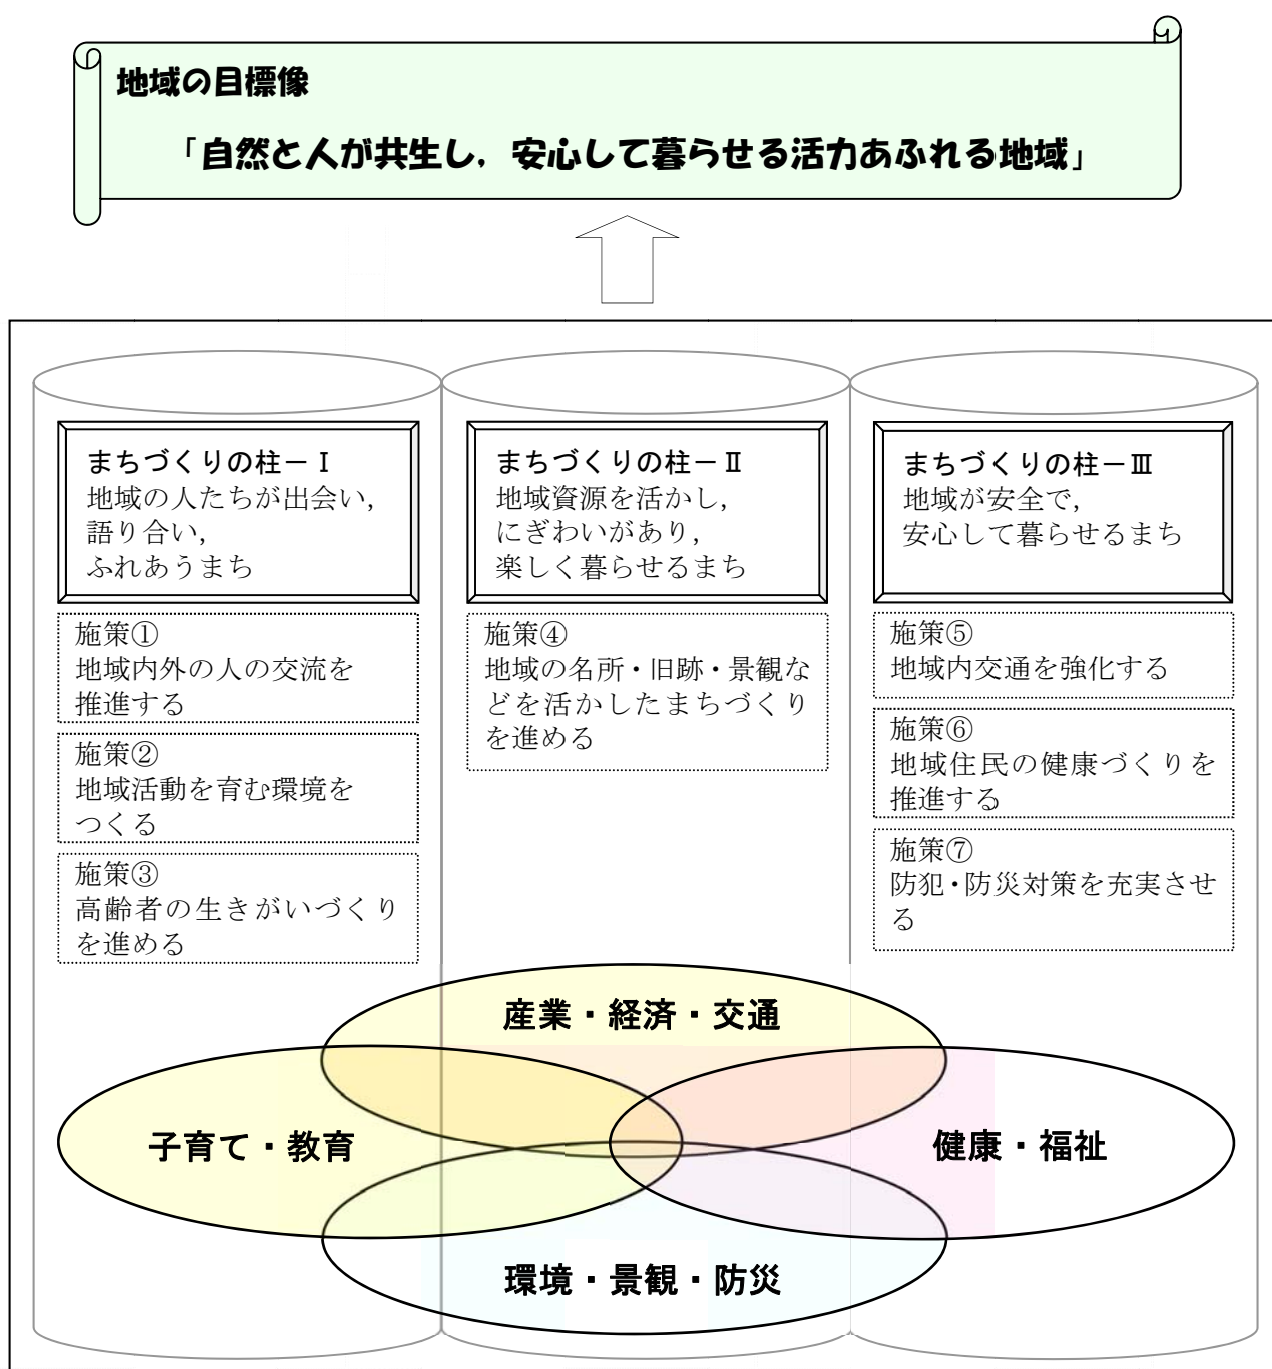 地域の目標像
「自然と人が共生し，安心して暮らせる活力あふれる地域」
まちづくりの柱－Ⅰ
地域の人たちが出会い，
語り合い，
ふれあうまち
施策①
地域内外の人の交流を
推進する
施策②
地域活動を育む環境を
つくる
施策③
高齢者の生きがいづくり
を進める
まちづくりの柱－Ⅱ
地域資源を活かし，
にぎわいがあり，
楽しく暮らせるまち
施策④
地域の名所・旧跡・景観な
どを活かしたまちづくり
を進める
まちづくりの柱－Ⅲ
地域が安全で，
安心して暮らせるまち
施策⑤
地域内交通を強化する
施策⑥
地域住民の健康づくりを
推進する
施策⑦
防犯・防災対策を充実させ
る
産業・経済・交通
子育て・教育
健康・福祉
環境・景観・防災